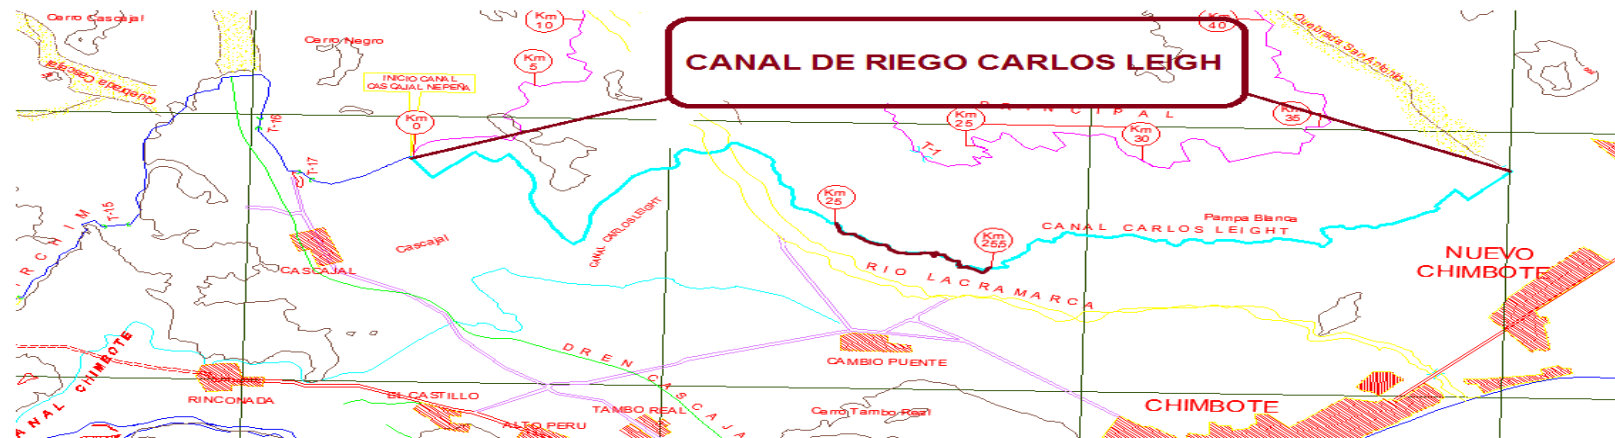 Cerro Cascajal
Km
10
Km
40
Quebrada San Antonio
Cerro Negro
CANAL DE RIEGO CARLOS LEIGH
Km
5
Quebrada Cascajal
INICIO CANAL
CASCAJAL NEPEÑA
Km
0
T-16
P R I N C I P A L
Km
25
Km
30
Km
35
T-1
T-17
Km
25
T-15
R C H I M
CANAL CARLOS LEIGHT
Pampa Blanca
CANAL CARLOS LEIGHT
Cascajal
Km
255
NUEVO
CHIMBOTE
CASCAJAL
RIO LACRAMARCA
CANAL CHIMBOTE
DREN CASCAJA
CAMBIO PUENTE
RINCONADA
EL CASTILLO
TAMBO REAL
Cerro Tambo Real
CHIMBOTE
ALTO PERU